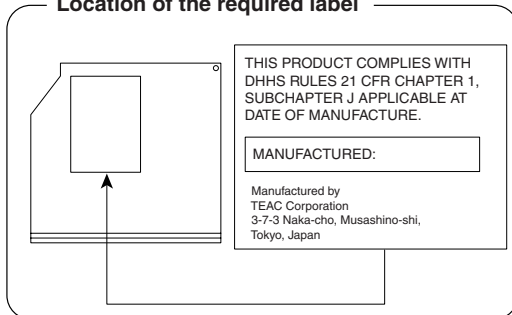 Location of the required label
THIS PRODUCT COMPLIES WITH
DHHS RULES 21 CFR CHAPTER 1,
SUBCHAPTER J APPLICABLE AT
DATE OF MANUFACTURE.
MANUFACTURED:
Manufactured by
TEAC Corporation
3-7-3 Naka-cho, Musashino-shi,
Tokyo, Japan